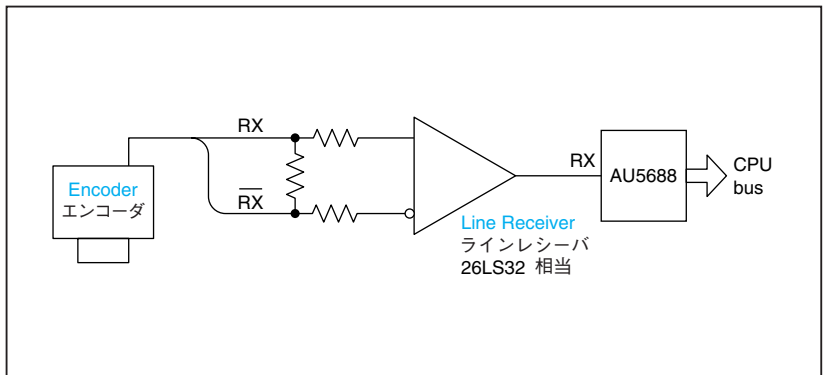 RX
Encoder
エンコーダ
R̅X̅
Line Receiver
ラインレシーバ
26LS32 相当
RX
AU5688
CPU
bus